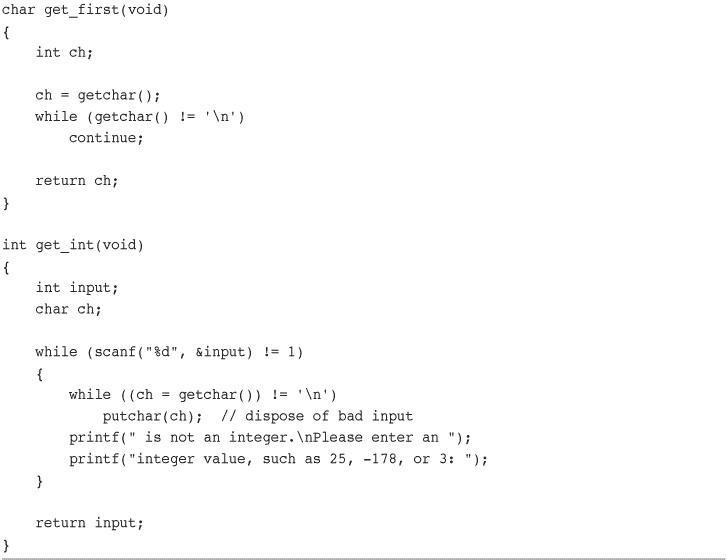 char get_first(void)
{
    int ch;

    ch = getchar();
    while (getchar() != '\n')
        continue;

    return ch;
}

int get_int(void)
{
    int input;
    char ch;

    while (scanf("%d", &input) != 1)
    {
        while ((ch = getchar()) != '\n')
            putchar(ch);  // dispose of bad input
        printf(" is not an integer.\nPlease enter an ");
        printf("integer value, such as 25, -178, or 3: ");
    }

    return input;
}